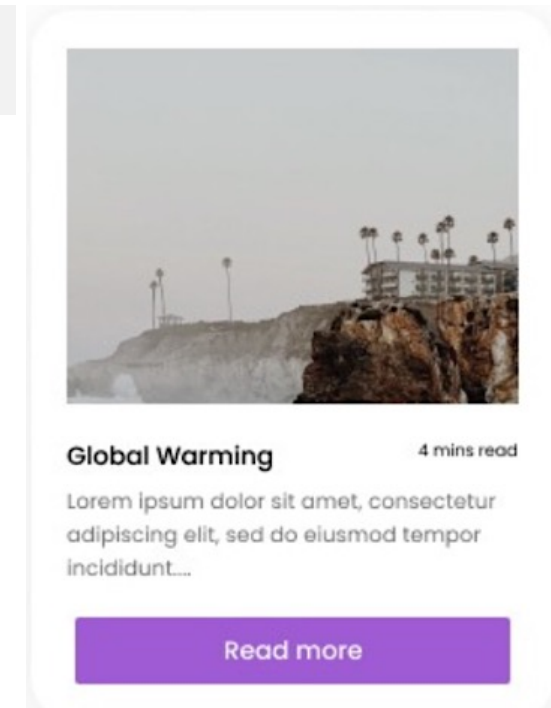 Global Warming
4 mins read
Lorem ipsum dolor sit amet, consectetur
adipiscing elit, sed do eiusmod tempor
incididunt....
Read more